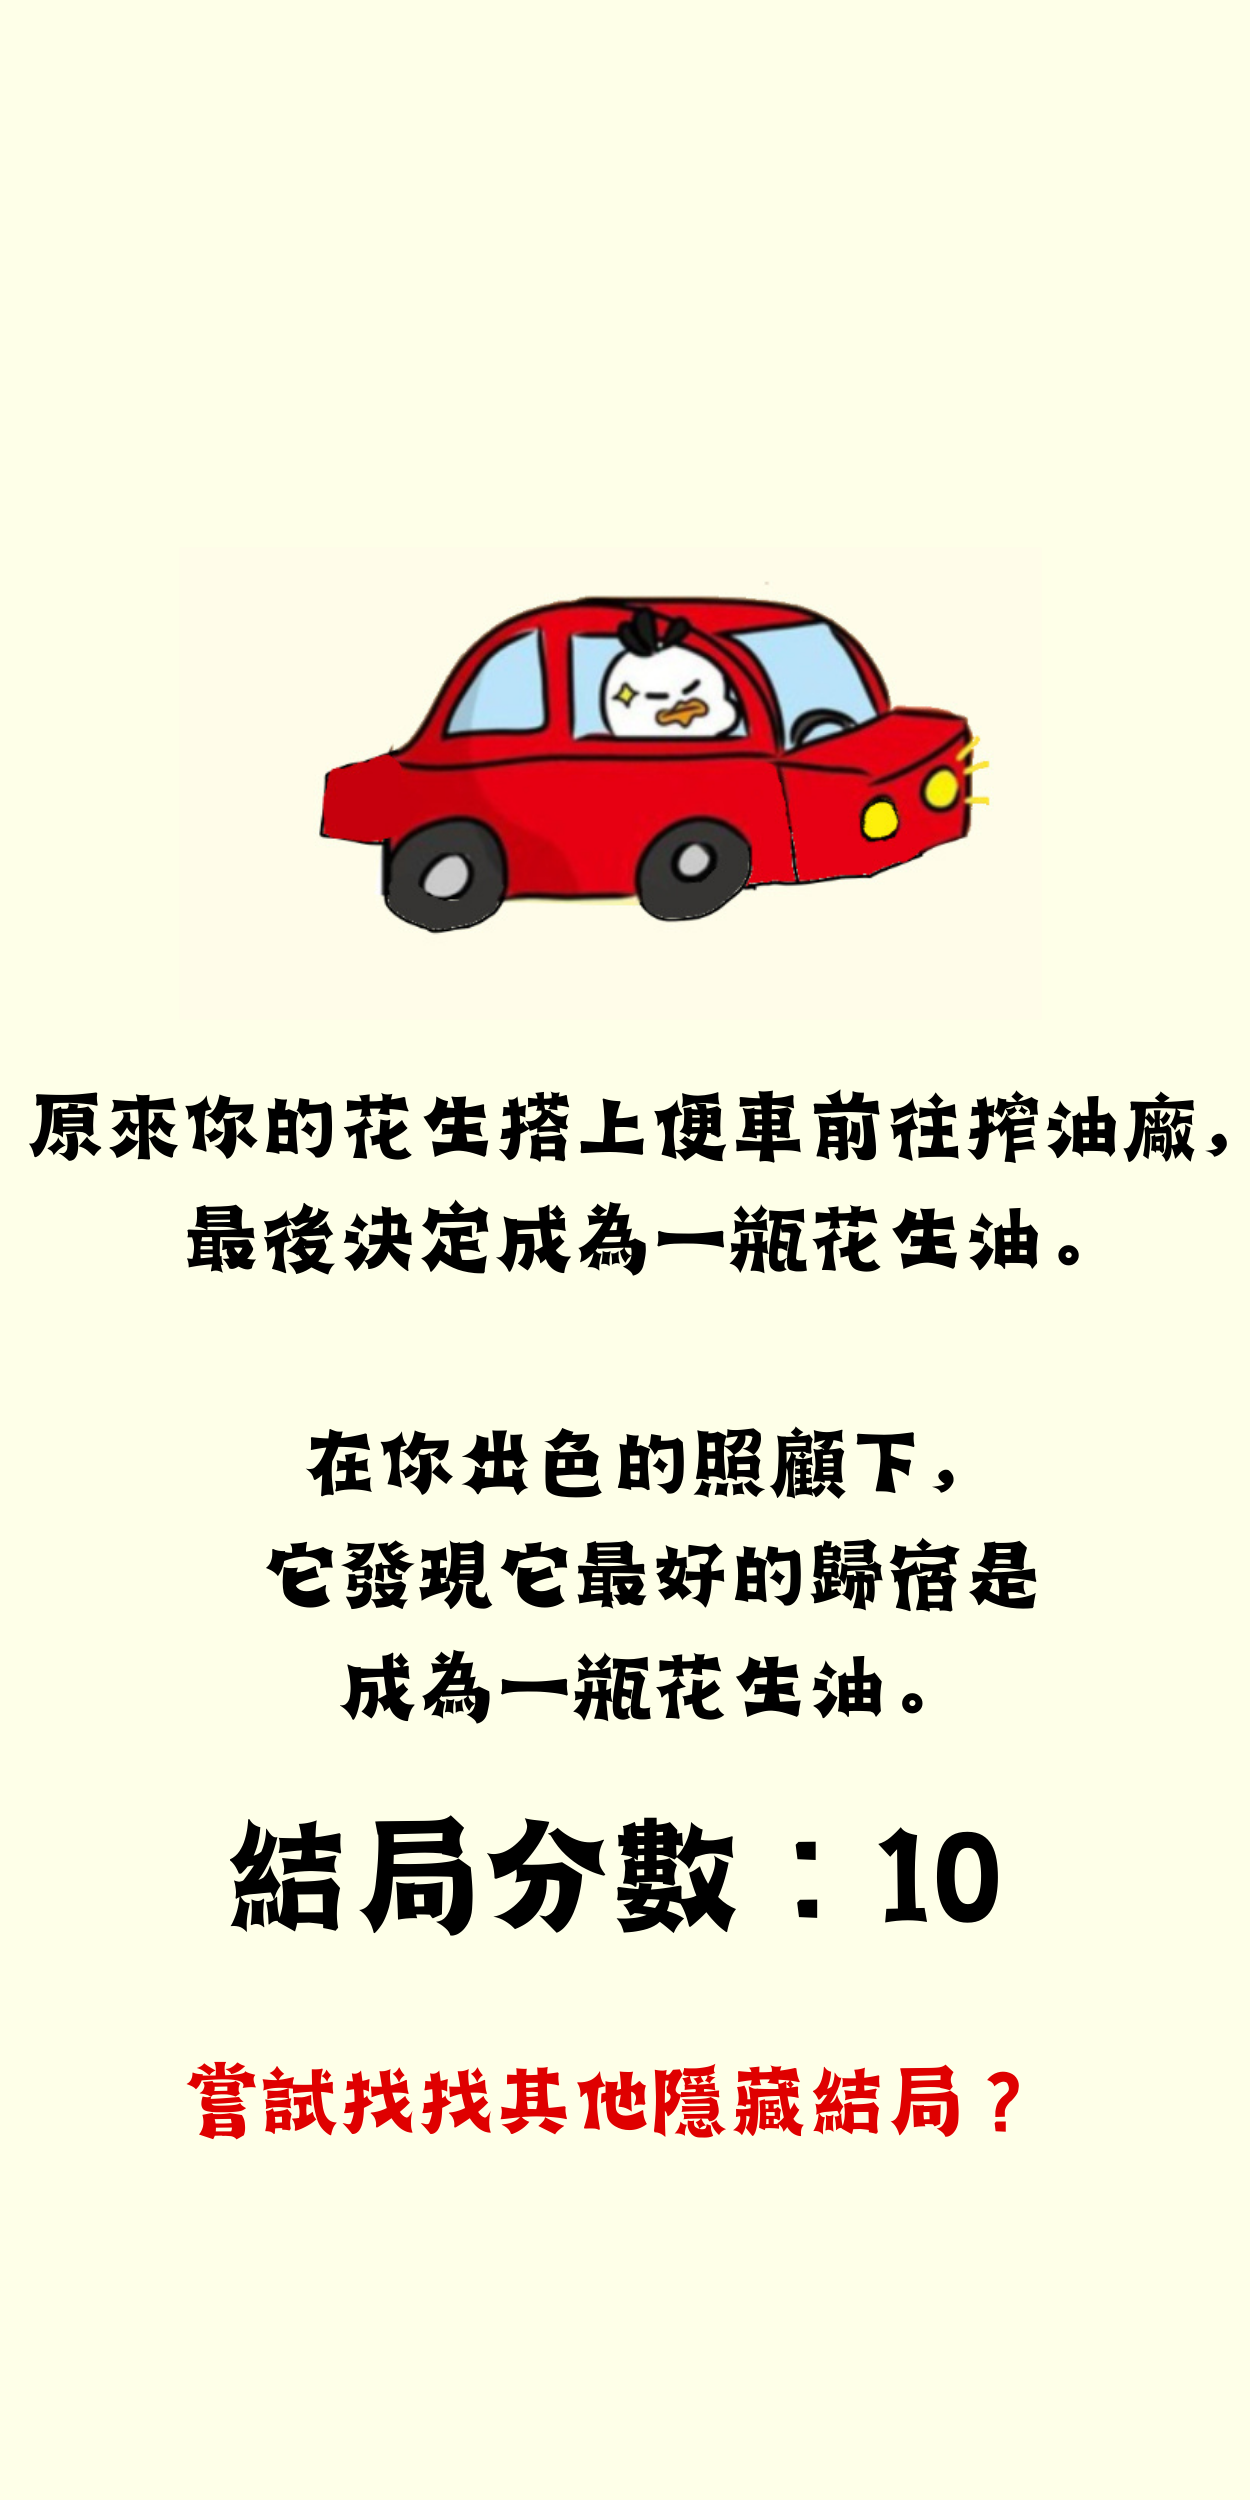 原來你的花生搭上便車前往榨油廠，
最後決定成為一瓶花生油。
在你出色的照顧下，
它發現它最好的歸宿是
成為一瓶花生油。
結局分數：10
嘗試找找其他隱藏結局？